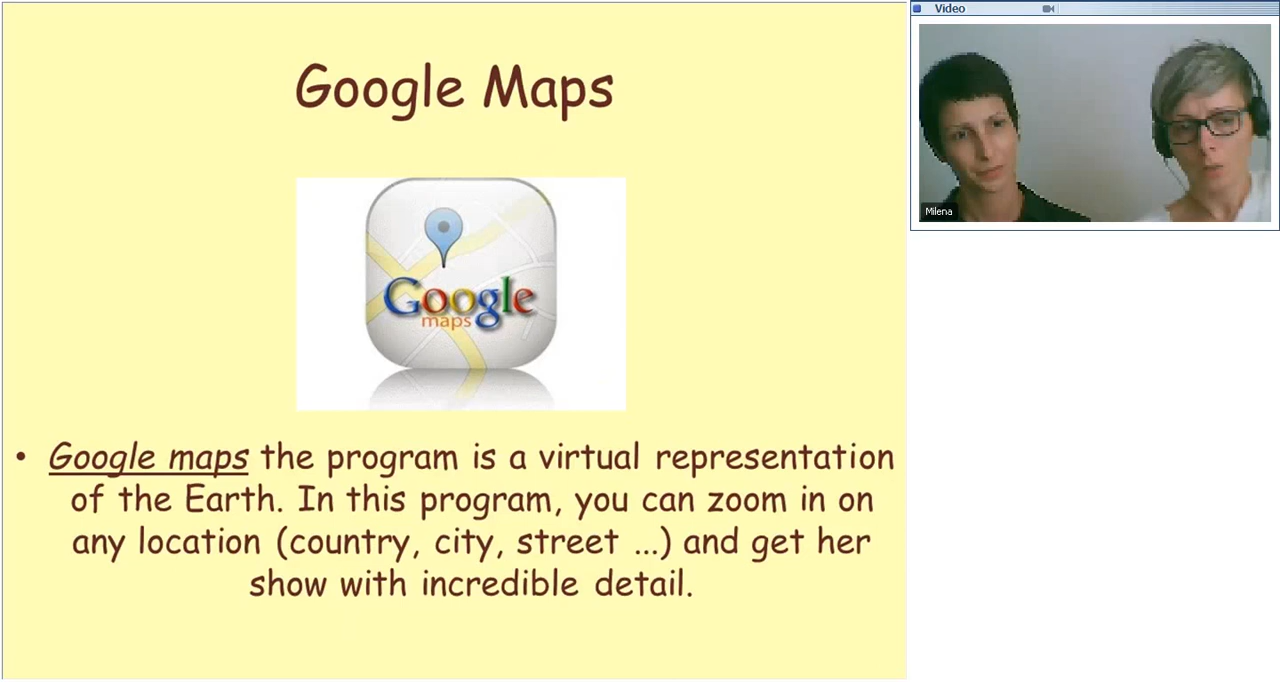 Google Maps
Google
maps
• Google maps the program is a virtual representation
of the Earth. In this program, you can zoom in on
any location (country, city, street ...) and get her
show with incredible detail.
Video
Milena